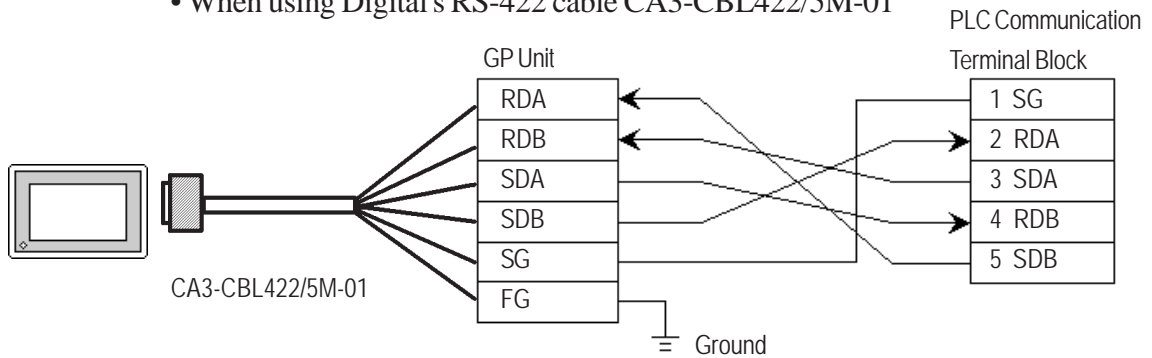 • When using Digital's RS-422 cable CA3-CBL422/5M-01
PLC Communication
Terminal Block
GP Unit
RDA
RDB
SDA
SDB
SG
FG
1 SG
2 RDA
3 SDA
4 RDB
5 SDB
CA3-CBL422/5M-01
Ground